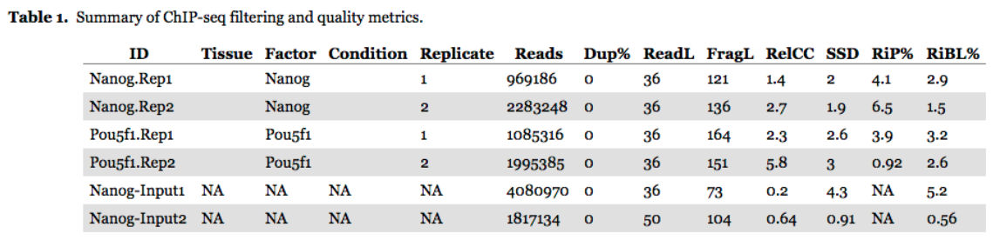 Table 1. Summary of ChIP-seq filtering and quality metrics.
ID Tissue Factor Condition Replicate Reads Dup% ReadL FragL RelCC SSD RiP% RiBL%
Nanog.Rep1 Nanog 1 969186 0 36 121 1.4 2 4.1 2.9
Nanog.Rep2 Nanog 2 2283248 0 36 136 2.7 1.9 6.5 1.5
Pou5f1.Rep1 Pou5f1 1 1085316 0 36 164 2.3 2.6 3.9 3.2
Pou5f1.Rep2 Pou5f1 2 1995385 0 36 151 5.8 3 0.92 2.6
Nanog-Input1 NA NA NA NA 4080970 0 36 73 0.2 4.3 NA 5.2
Nanog-Input2 NA NA NA NA 1817134 0 50 104 0.64 0.91 NA 0.56